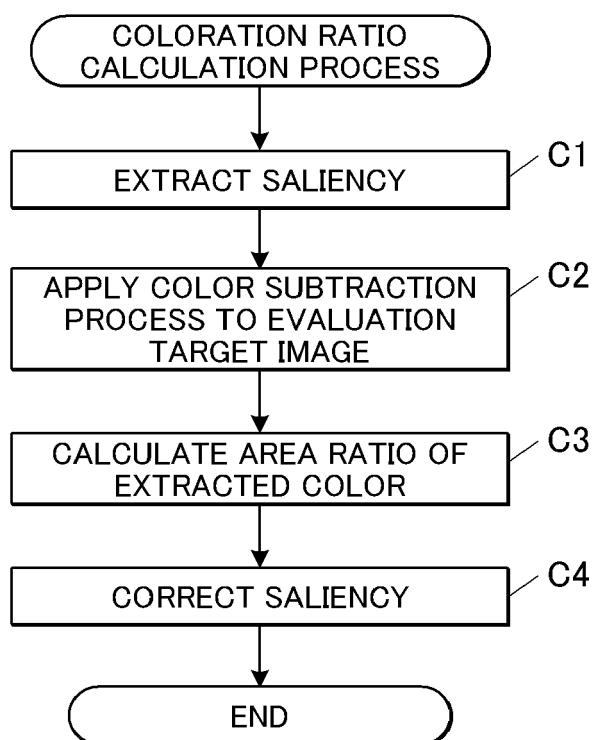 COLORATION RATIO
CALCULATION PROCESS
C1
EXTRACT SALIENCY
C2
APPLY COLOR SUBTRACTION
PROCESS TO EVALUATION
TARGET IMAGE
C3
CALCULATE AREA RATIO OF
EXTRACTED COLOR
C4
CORRECT SALIENCY
END